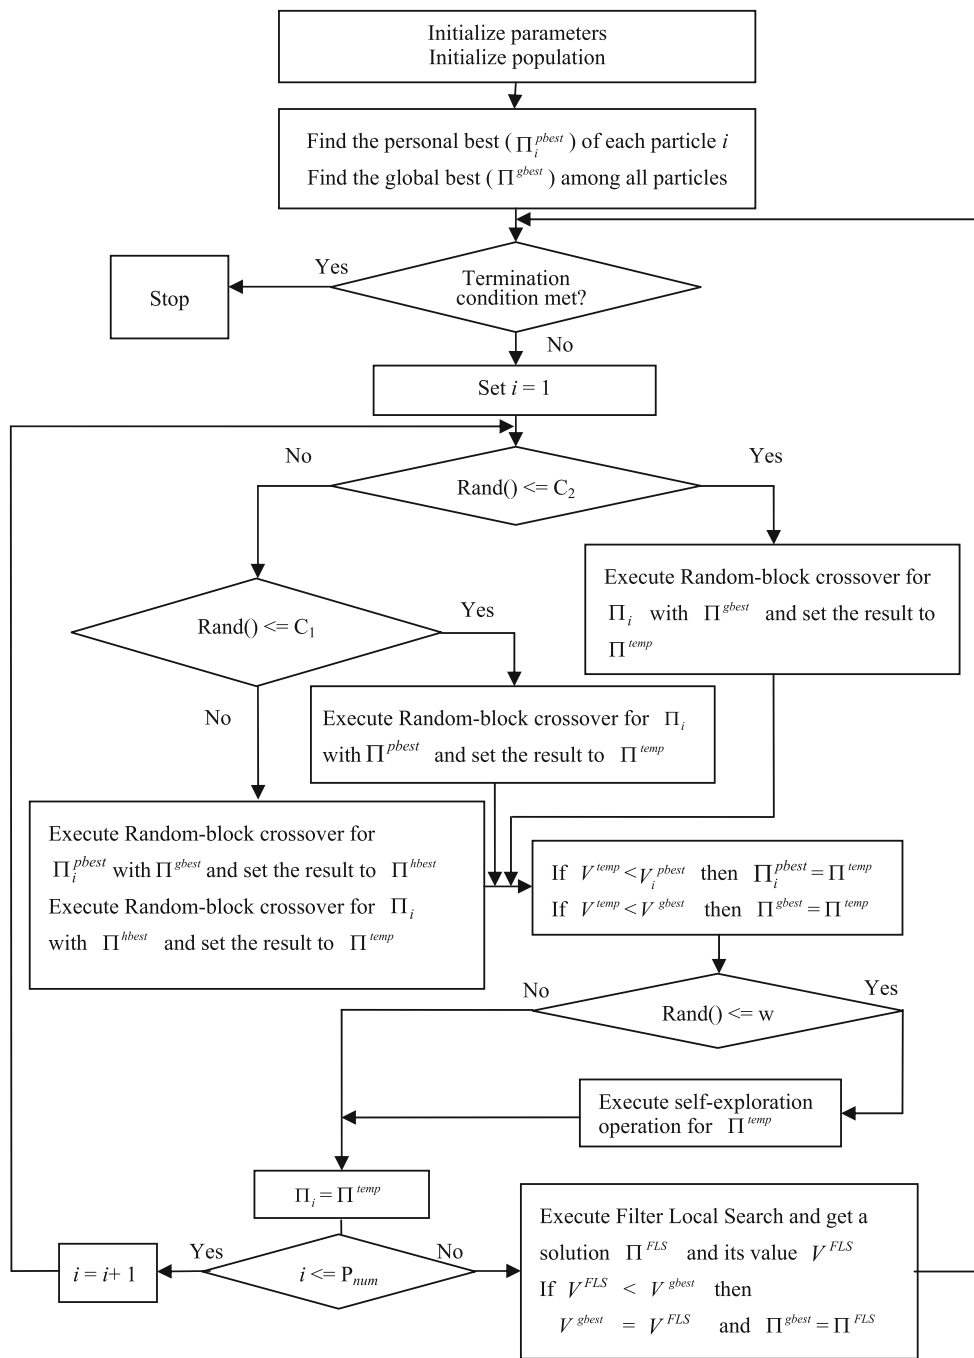 Initialize parameters
Initialize population
Find the personal best ( Π_i^{pbest} ) of each particle i
Find the global best ( Π^{gbest} ) among all particles
Yes
Termination
condition met?
Stop
No
Set i = 1
No
Yes
Rand() <= C_2
Execute Random-block crossover for
Π_i with Π^{gbest} and set the result to
Π^{temp}
Yes
Rand() <= C_1
No
Execute Random-block crossover for Π_i
with Π^{pbest} and set the result to Π^{temp}
Execute Random-block crossover for
Π_i^{pbest} with Π^{gbest} and set the result to Π^{hbest}
Execute Random-block crossover for Π_i
with Π^{hbest} and set the result to Π^{temp}
If V^{temp} < V_i^{pbest} then Π_i^{pbest} = Π^{temp}
If V^{temp} < V^{gbest} then Π^{gbest} = Π^{temp}
No
Yes
Rand() <= w
Execute self-exploration
operation for Π^{temp}
Π_i = Π^{temp}
Yes
No
i = i+ 1
i <= P_{num}
Execute Filter Local Search and get a
solution Π^{FLS} and its value V^{FLS}
If V^{FLS} < V^{gbest} then
V^{gbest} = V^{FLS} and Π^{gbest} = Π^{FLS}